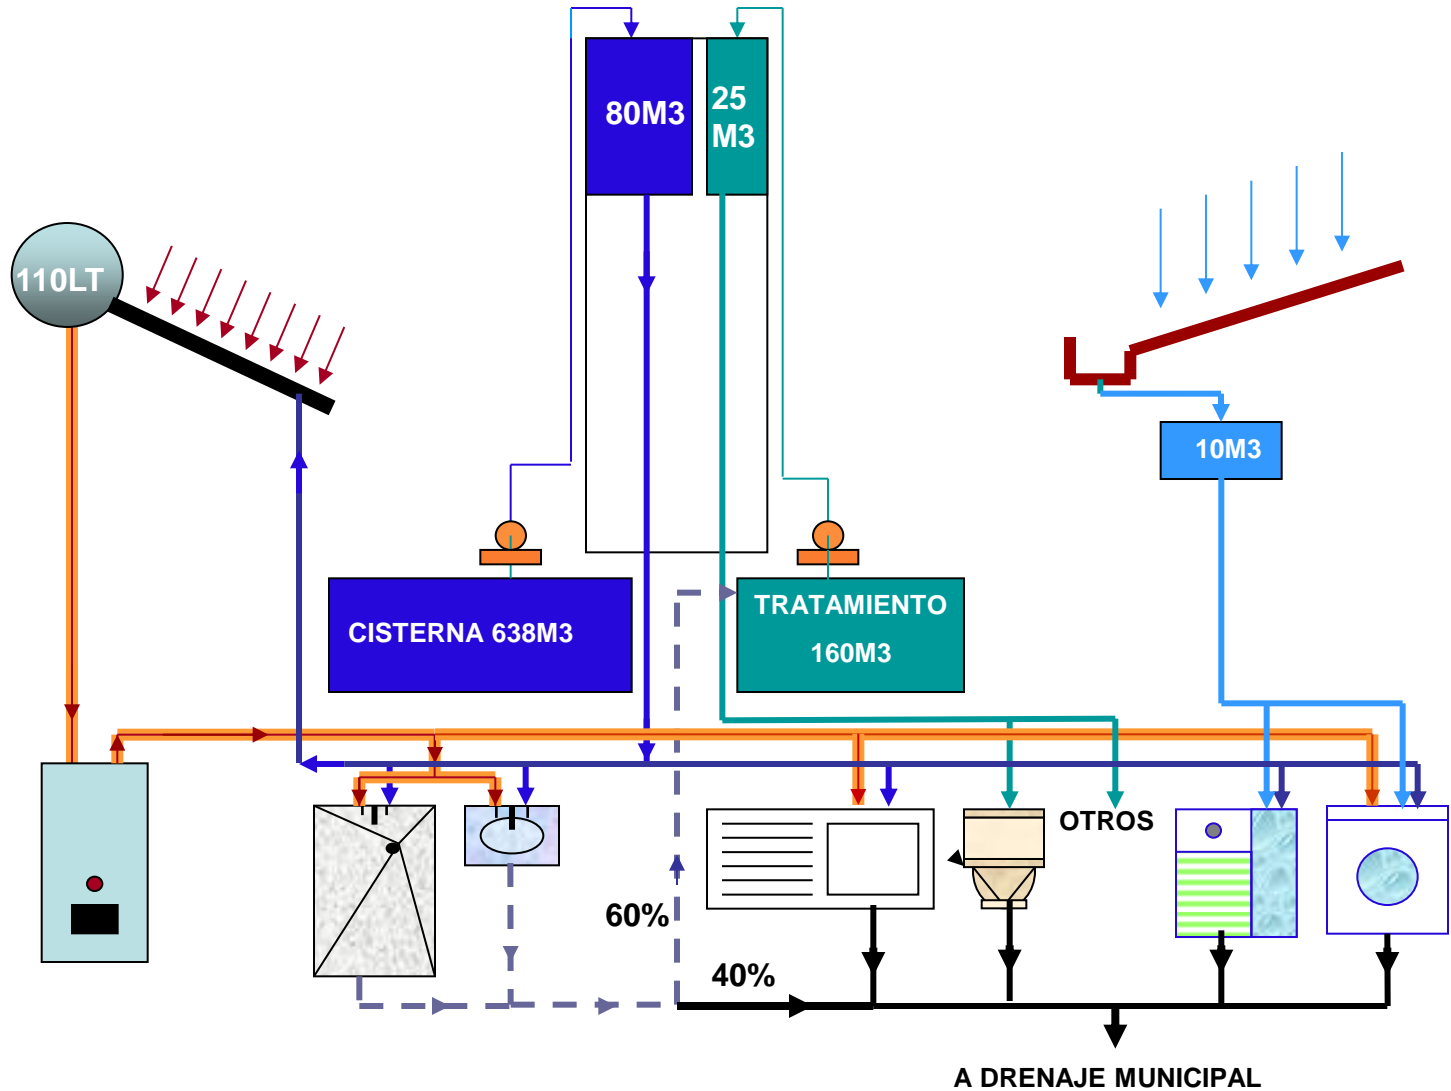 80M3
25
M3
110LT
10M3
CISTERNA 638M3
TRATAMIENTO
160M3
OTROS
60%
40%
A DRENAJE MUNICIPAL